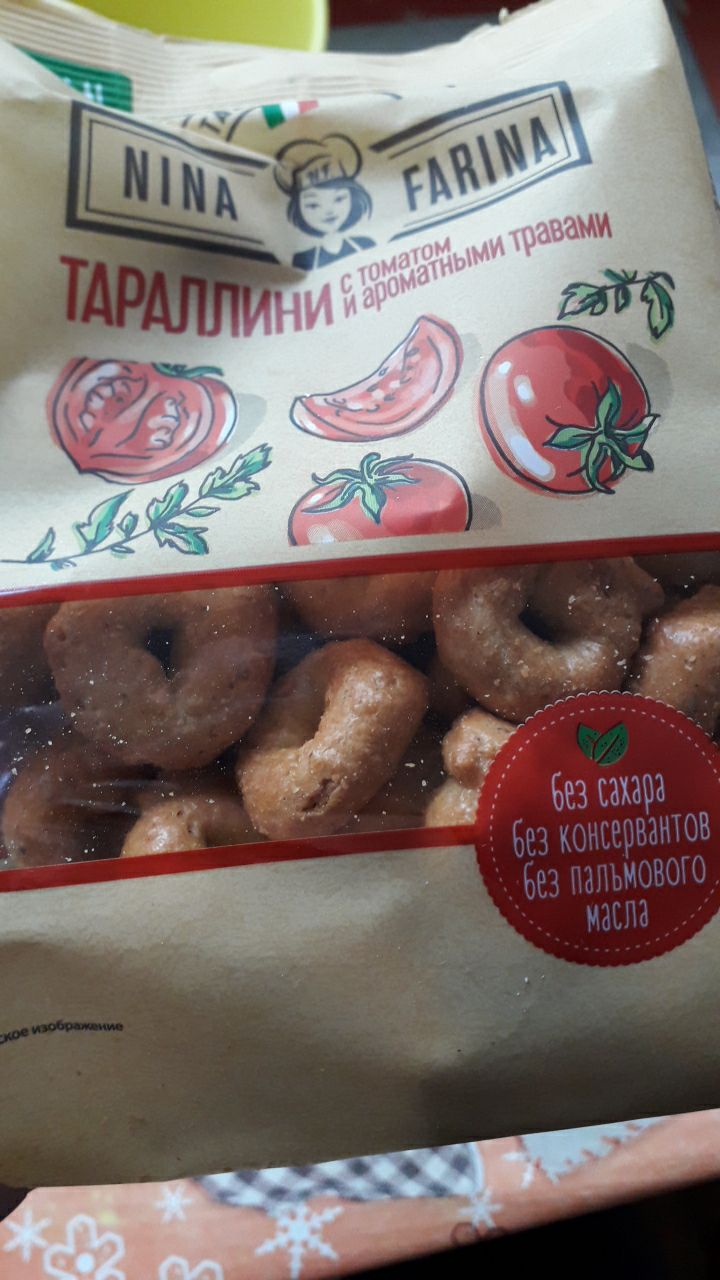 NINA FARINA
ТАРАЛЛИНИ
с томатом
и ароматными травами
без сахара
без консервантов
без пальмового
масла
ское изображение